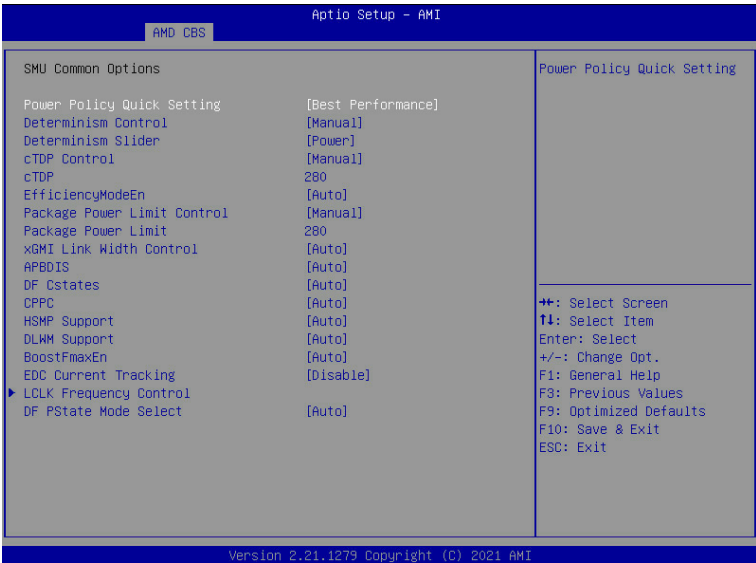 Aptio Setup – AMI
AMD CBS
SMU Common Options
Power Policy Quick Setting [Best Performance]
Determinism Control [Manual]
Determinism Slider [Power]
cTDP Control [Manual]
cTDP 280
EfficiencyModeEn [Auto]
Package Power Limit Control [Manual]
Package Power Limit 280
xGMI Link Width Control [Auto]
APBDIS [Auto]
DF Cstates [Auto]
CPPC [Auto]
HSMP Support [Auto]
DLWM Support [Auto]
BoostFmaxEn [Auto]
EDC Current Tracking [Disable]
LCLK Frequency Control
DF PState Mode Select [Auto]
Power Policy Quick Setting
→←: Select Screen
↑↓: Select Item
Enter: Select
+/-: Change Opt.
F1: General Help
F3: Previous Values
F9: Optimized Defaults
F10: Save & Exit
ESC: Exit
Version 2.21.1279 Copyright (C) 2021 AMI